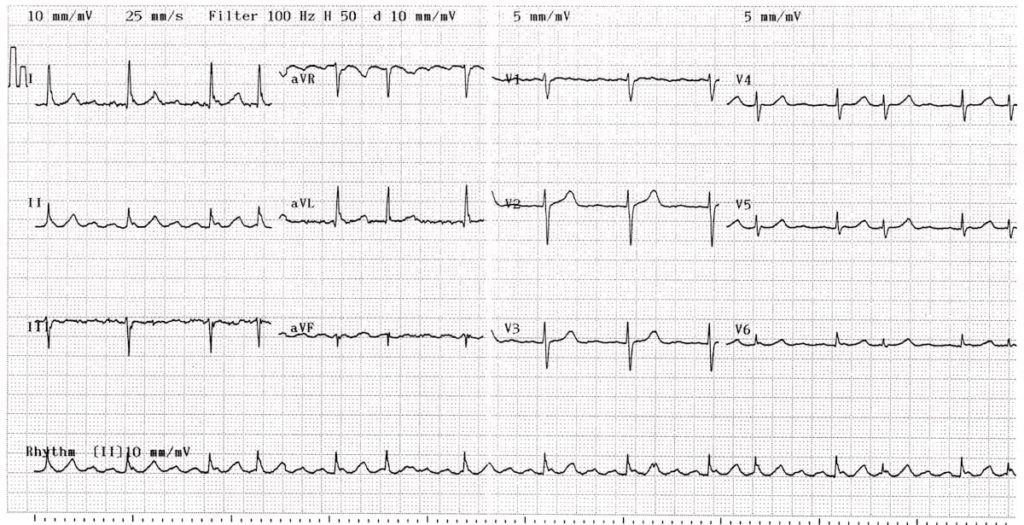 10 mm/mV 25 mm/s Filter 100 Hz H 50 d 10 mm/mV 5 mm/mV 5 mm/mV
I aVR V1 V4
II aVL V2 V5
III aVF V3 V6
Rhythm [II]10 mm/mV